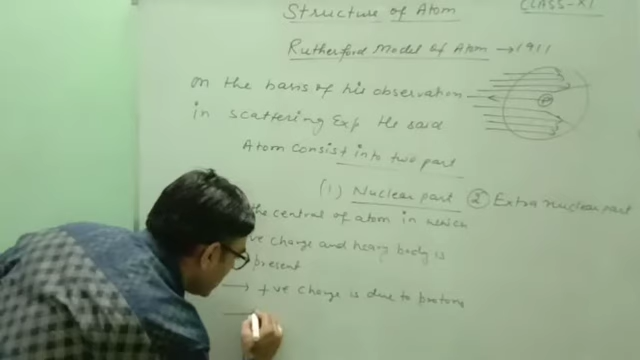 Structure of Atom
CLASS-XI
Rutherford Model of Atom → 1911
on the basis of his observation
in scattering Exp He said
Atom Consist into two part
(1) Nuclear part ② Extra nuclear part
the central of atom in which
ve charge and heavy body is
present
→ +ve charge is due to protons